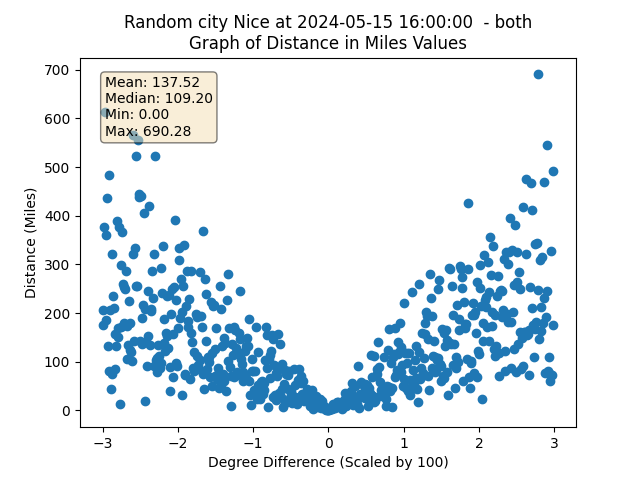 Random city Nice at 2024-05-15 16:00:00  - both
Graph of Distance in Miles Values
Mean: 137.52
Median: 109.20
Min: 0.00
Max: 690.28
Distance (Miles)
700
600
500
400
300
200
100
0
−3 −2 −1 0 1 2 3
Degree Difference (Scaled by 100)